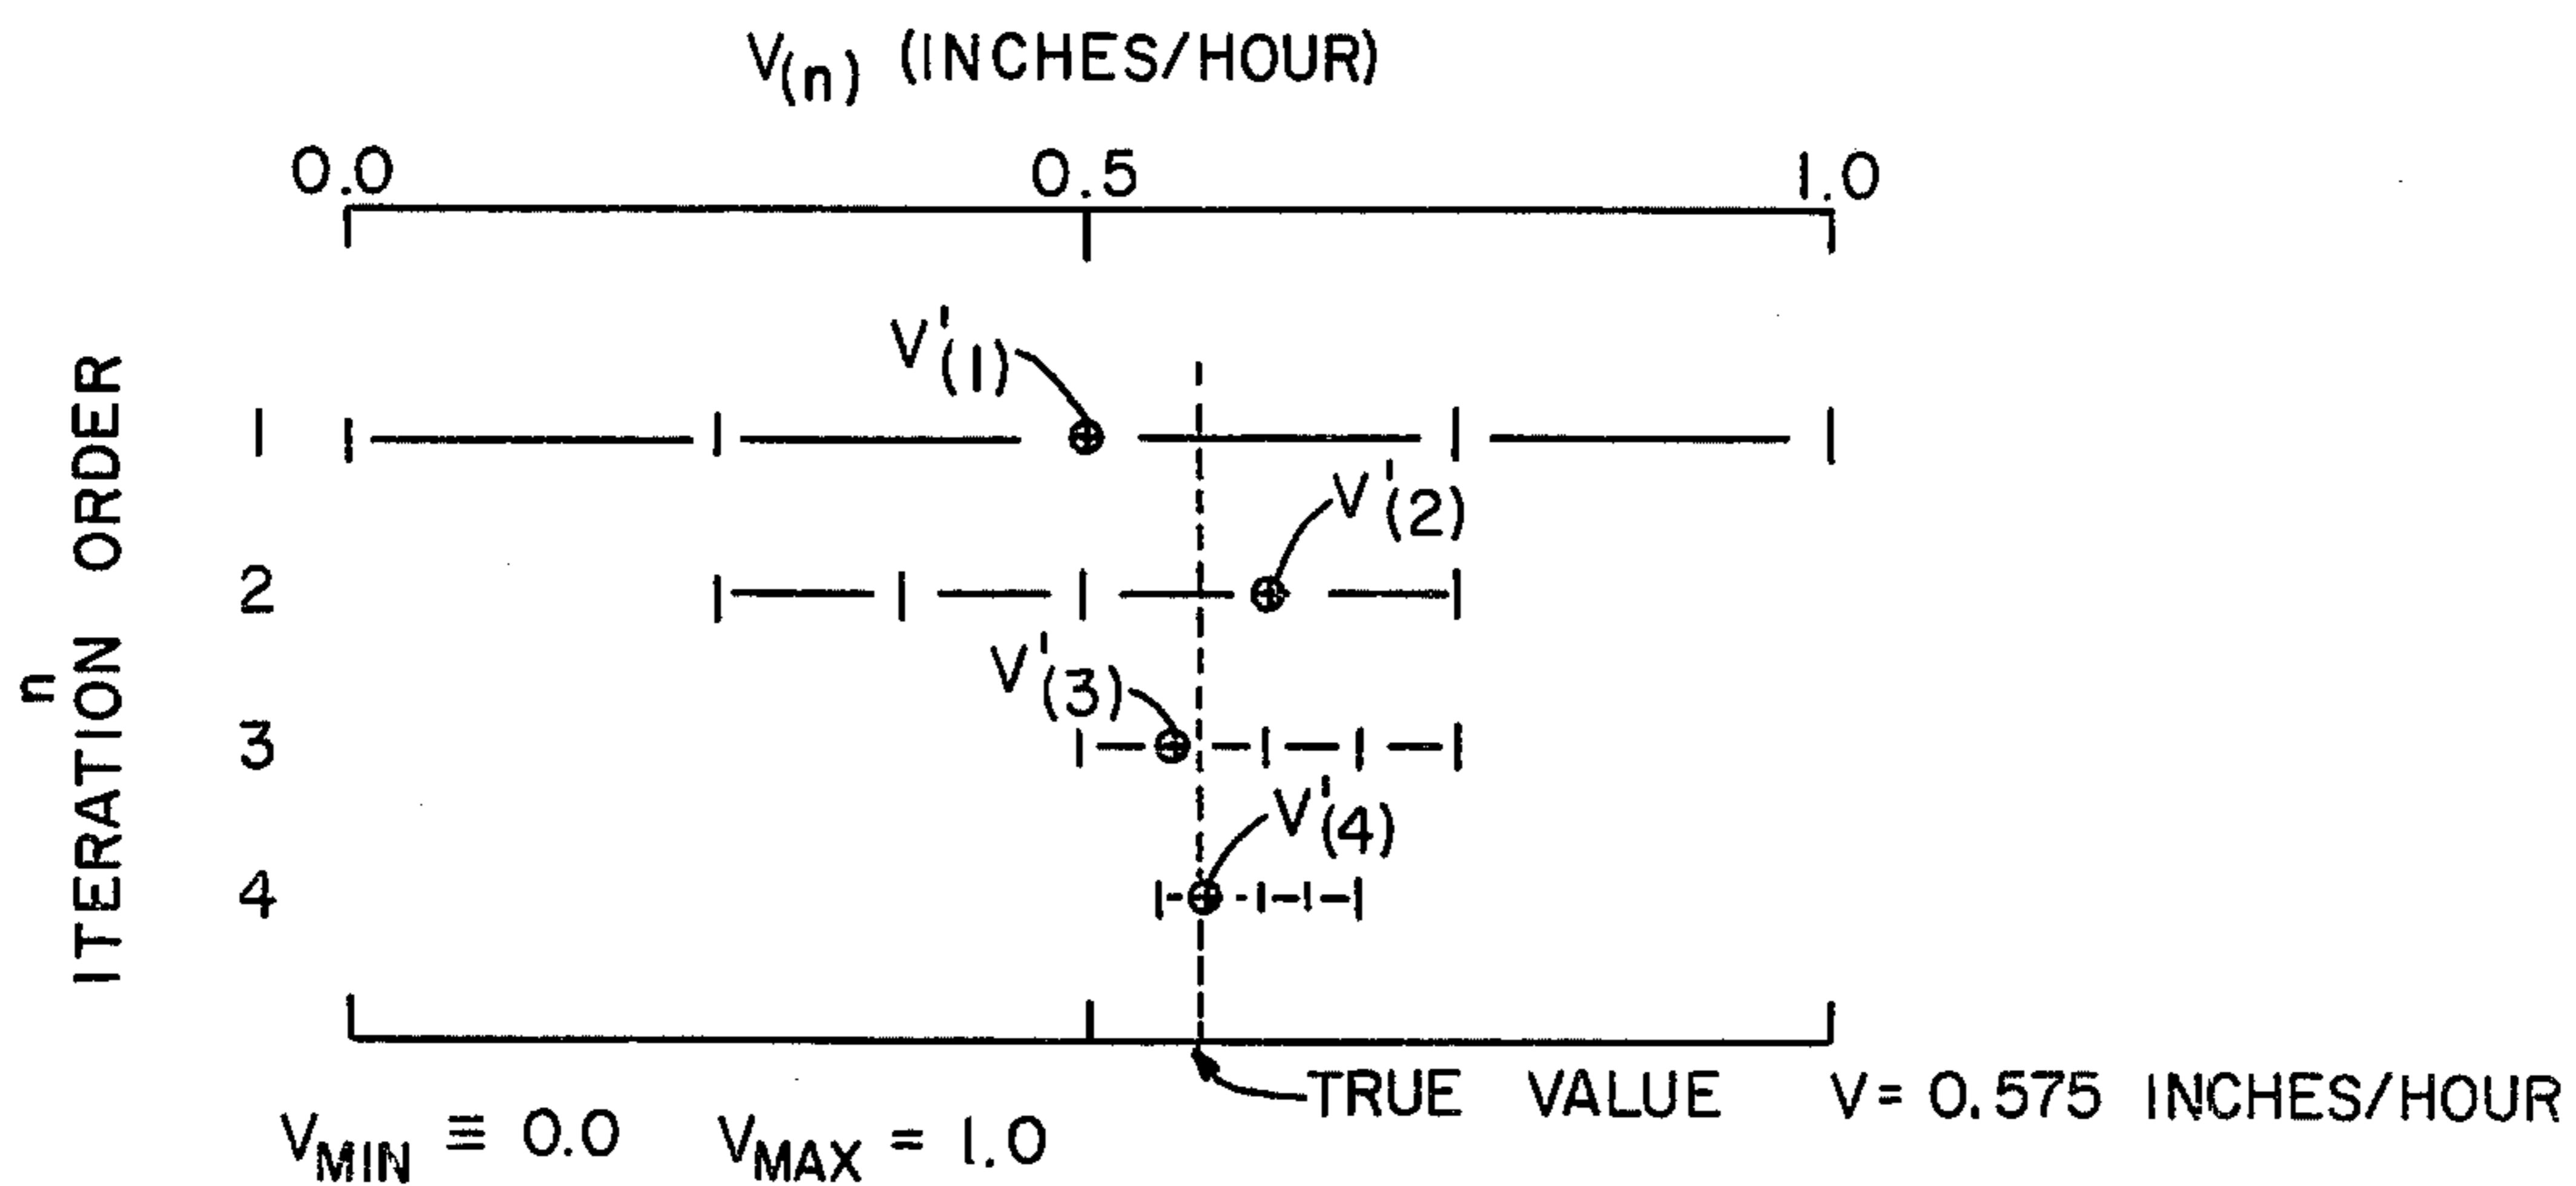 V(n) (INCHES/HOUR)
0.0 0.5 1.0
n
ITERATION ORDER
V'(1)
1
V'(2)
2
V'(3)
3
V'(4)
4
TRUE VALUE V= 0.575 INCHES/HOUR
VMIN ≡ 0.0 VMAX = 1.0